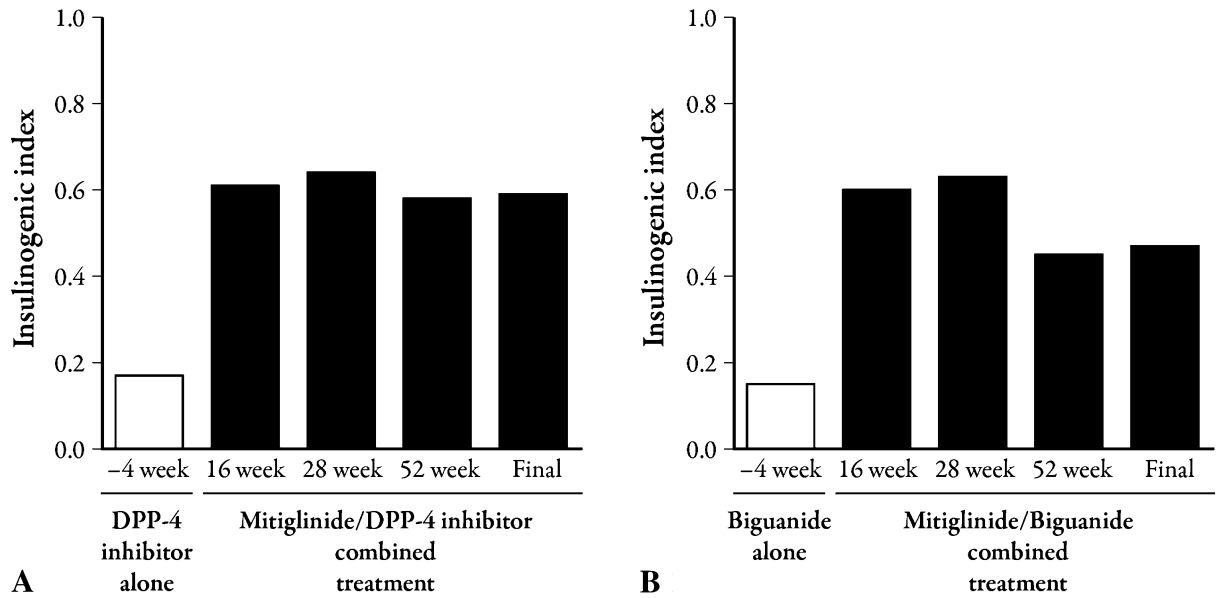 Insulinogenic index
1.0
0.8
0.6
0.4
0.2
0.0
–4 week 16 week 28 week 52 week Final
DPP-4 Mitiglinide/DPP-4 inhibitor
inhibitor combined
alone treatment
A
Insulinogenic index
1.0
0.8
0.6
0.4
0.2
0.0
–4 week 16 week 28 week 52 week Final
Biguanide Mitiglinide/Biguanide
alone combined
treatment
B